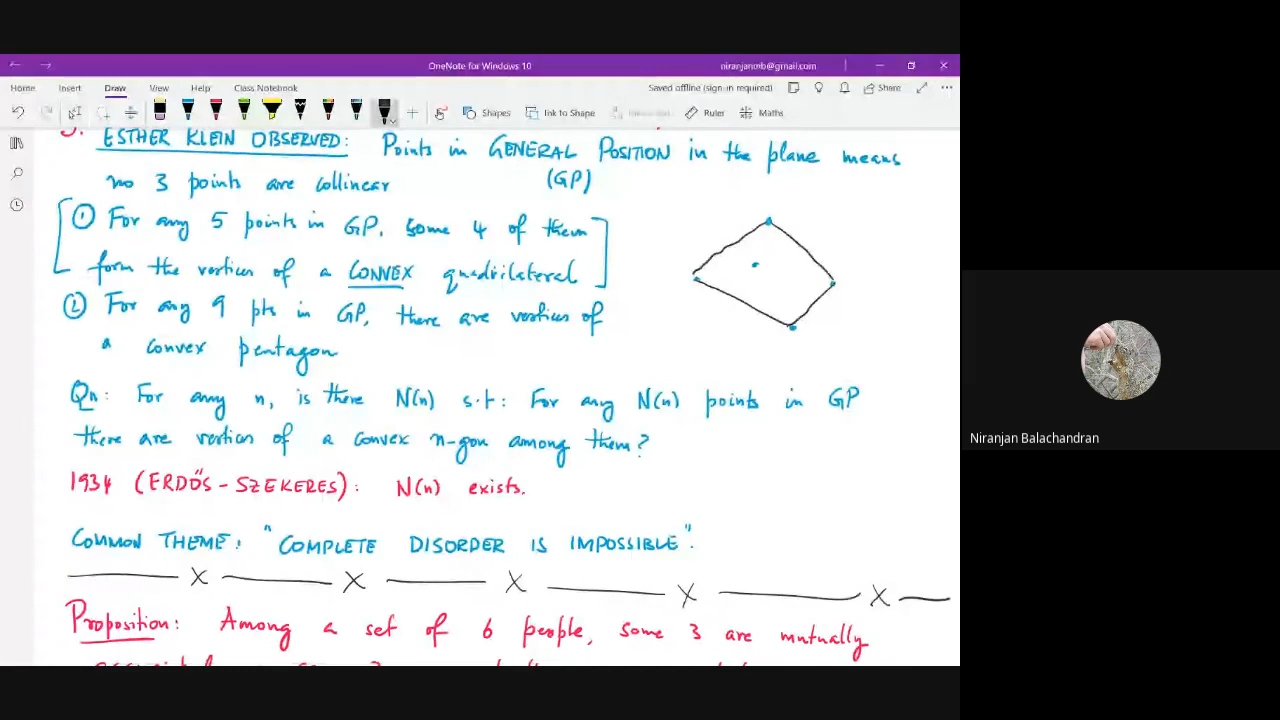 OneNote for Windows 10
niranjanmb@gmail.com
Home Insert Draw View Help Class Notebook
Saved offline (sign in required) Share
Shapes Ink to Shape Ruler Maths
ESTHER KLEIN OBSERVED: Points in GENERAL POSITION in the plane means
no 3 points are collinear (GP)
① For any 5 points in GP, some 4 of them
form the vertices of a CONVEX quadrilateral
② For any 9 pts in GP, there are vertices of
a convex pentagon
Qn: For any n, is there N(n) s.t: For any N(n) points in GP
there are vertices of a convex n-gon among them?
1934 (ERDŐS-SZEKERES): N(n) exists.
COMMON THEME: "COMPLETE DISORDER IS IMPOSSIBLE".
Proposition: Among a set of 6 people, some 3 are mutually
Niranjan Balachandran